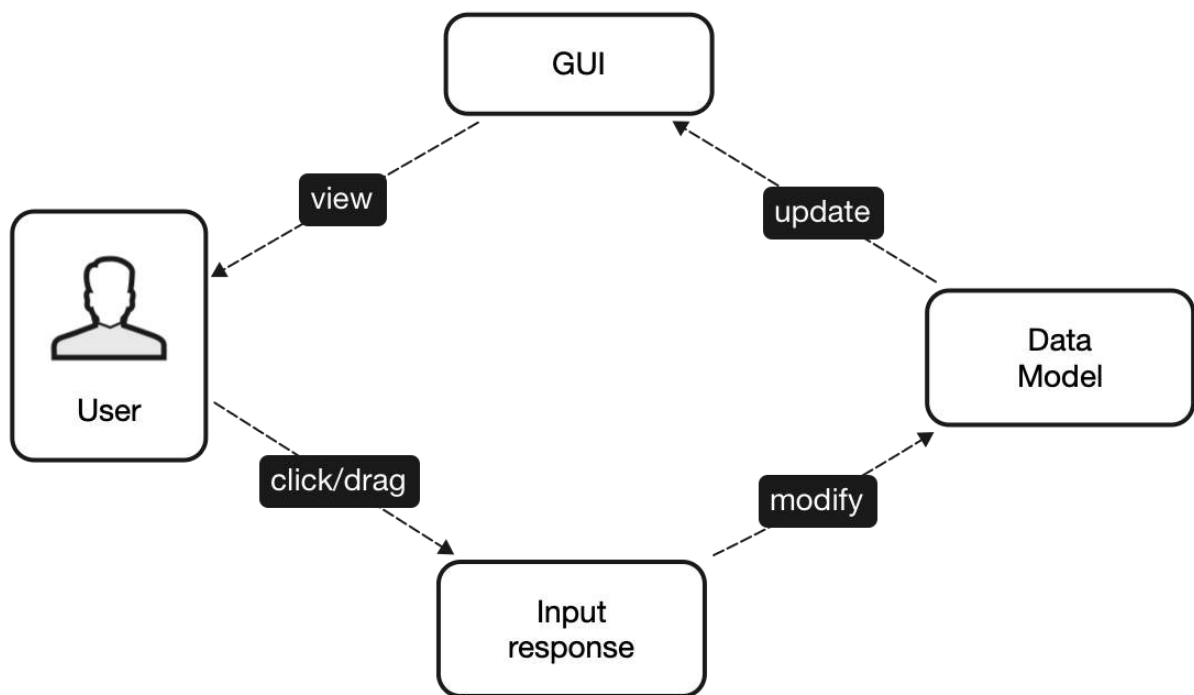 GUI
view
update
User
Data
Model
click/drag
modify
Input
response